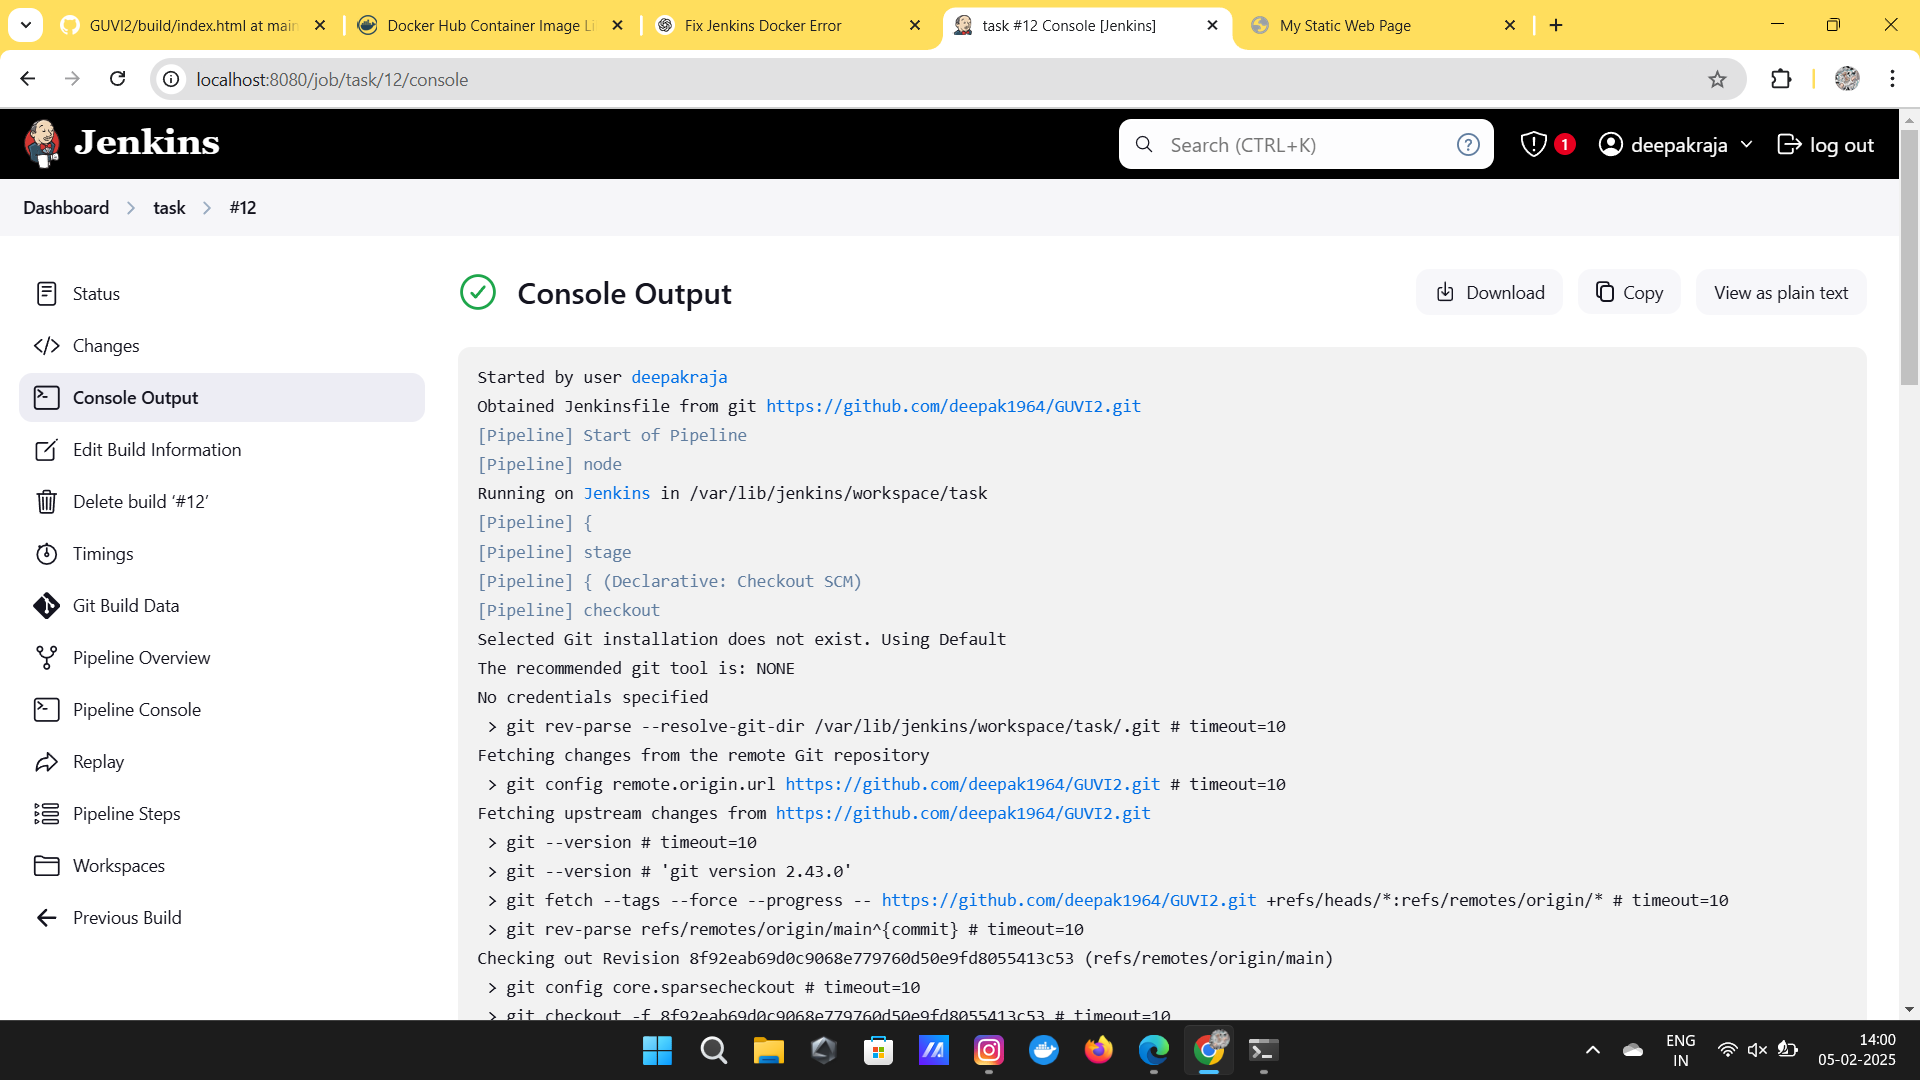 GUVI2/build/index.html at main
Docker Hub Container Image Li
Fix Jenkins Docker Error
task #12 Console [Jenkins]
My Static Web Page
localhost:8080/job/task/12/console
Jenkins
Search (CTRL+K)
?
1
deepakraja
log out
Dashboard
task
#12
Status
Changes
Console Output
Edit Build Information
Delete build ‘#12’
Timings
Git Build Data
Pipeline Overview
Pipeline Console
Replay
Pipeline Steps
Workspaces
Previous Build
Console Output
Download
Copy
View as plain text
Started by user deepakraja
Obtained Jenkinsfile from git https://github.com/deepak1964/GUVI2.git
[Pipeline] Start of Pipeline
[Pipeline] node
Running on Jenkins in /var/lib/jenkins/workspace/task
[Pipeline] {
[Pipeline] stage
[Pipeline] { (Declarative: Checkout SCM)
[Pipeline] checkout
Selected Git installation does not exist. Using Default
The recommended git tool is: NONE
No credentials specified
> git rev-parse --resolve-git-dir /var/lib/jenkins/workspace/task/.git # timeout=10
Fetching changes from the remote Git repository
> git config remote.origin.url https://github.com/deepak1964/GUVI2.git # timeout=10
Fetching upstream changes from https://github.com/deepak1964/GUVI2.git
> git --version # timeout=10
> git --version # 'git version 2.43.0'
> git fetch --tags --force --progress -- https://github.com/deepak1964/GUVI2.git +refs/heads/*:refs/remotes/origin/* # timeout=10
> git rev-parse refs/remotes/origin/main^{commit} # timeout=10
Checking out Revision 8f92eab69d0c9068e779760d50e9fd8055413c53 (refs/remotes/origin/main)
> git config core.sparsecheckout # timeout=10
> git checkout -f 8f92eab69d0c9068e779760d50e9fd8055413c53 # timeout=10
ENG
IN
14:00
05-02-2025